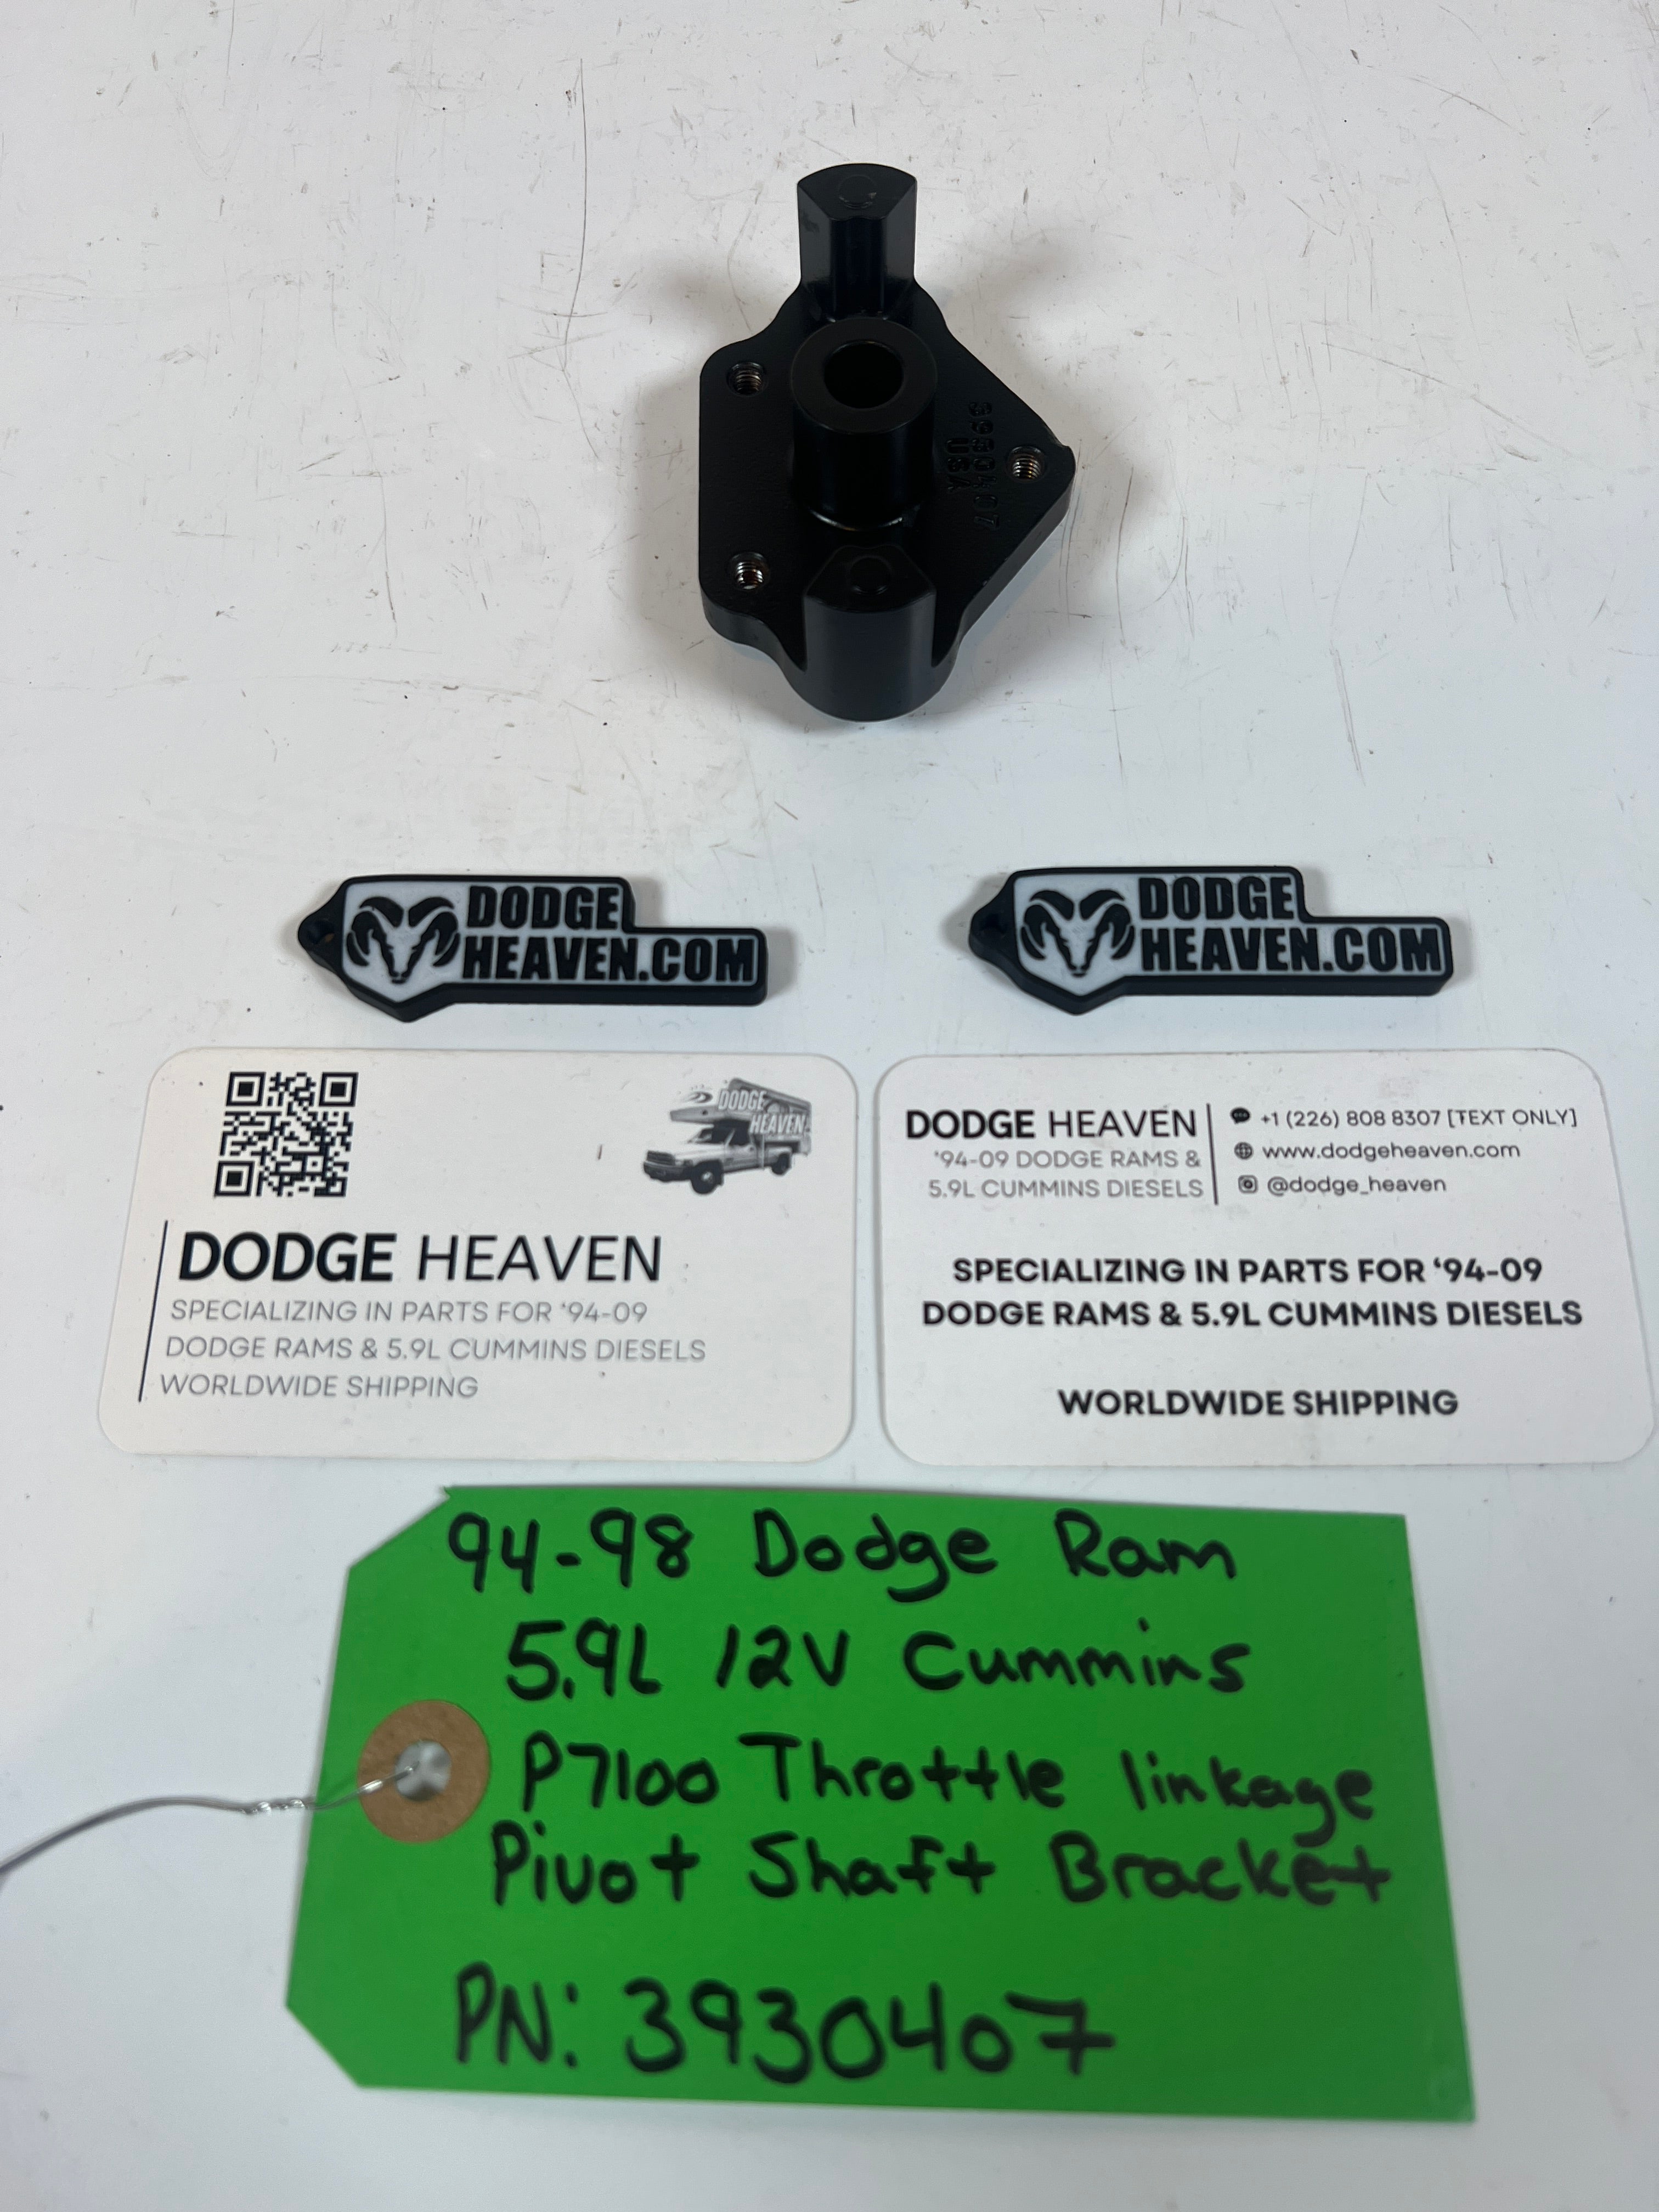 3930407
USA
DODGE
HEAVEN.COM
DODGE
HEAVEN.COM
DODGE
HEAVEN
DODGE HEAVEN
SPECIALIZING IN PARTS FOR ‘94-09
DODGE RAMS & 5.9L CUMMINS DIESELS
WORLDWIDE SHIPPING
DODGE HEAVEN
‘94-09 DODGE RAMS &
5.9L CUMMINS DIESELS
+1 (226) 808 8307 [TEXT ONLY]
www.dodgeheaven.com
@dodge_heaven
SPECIALIZING IN PARTS FOR ‘94-09
DODGE RAMS & 5.9L CUMMINS DIESELS
WORLDWIDE SHIPPING
94-98 Dodge Ram
5.9L 12V Cummins
P7100 Throttle linkage
Pivot Shaft Bracket
PN: 3930407